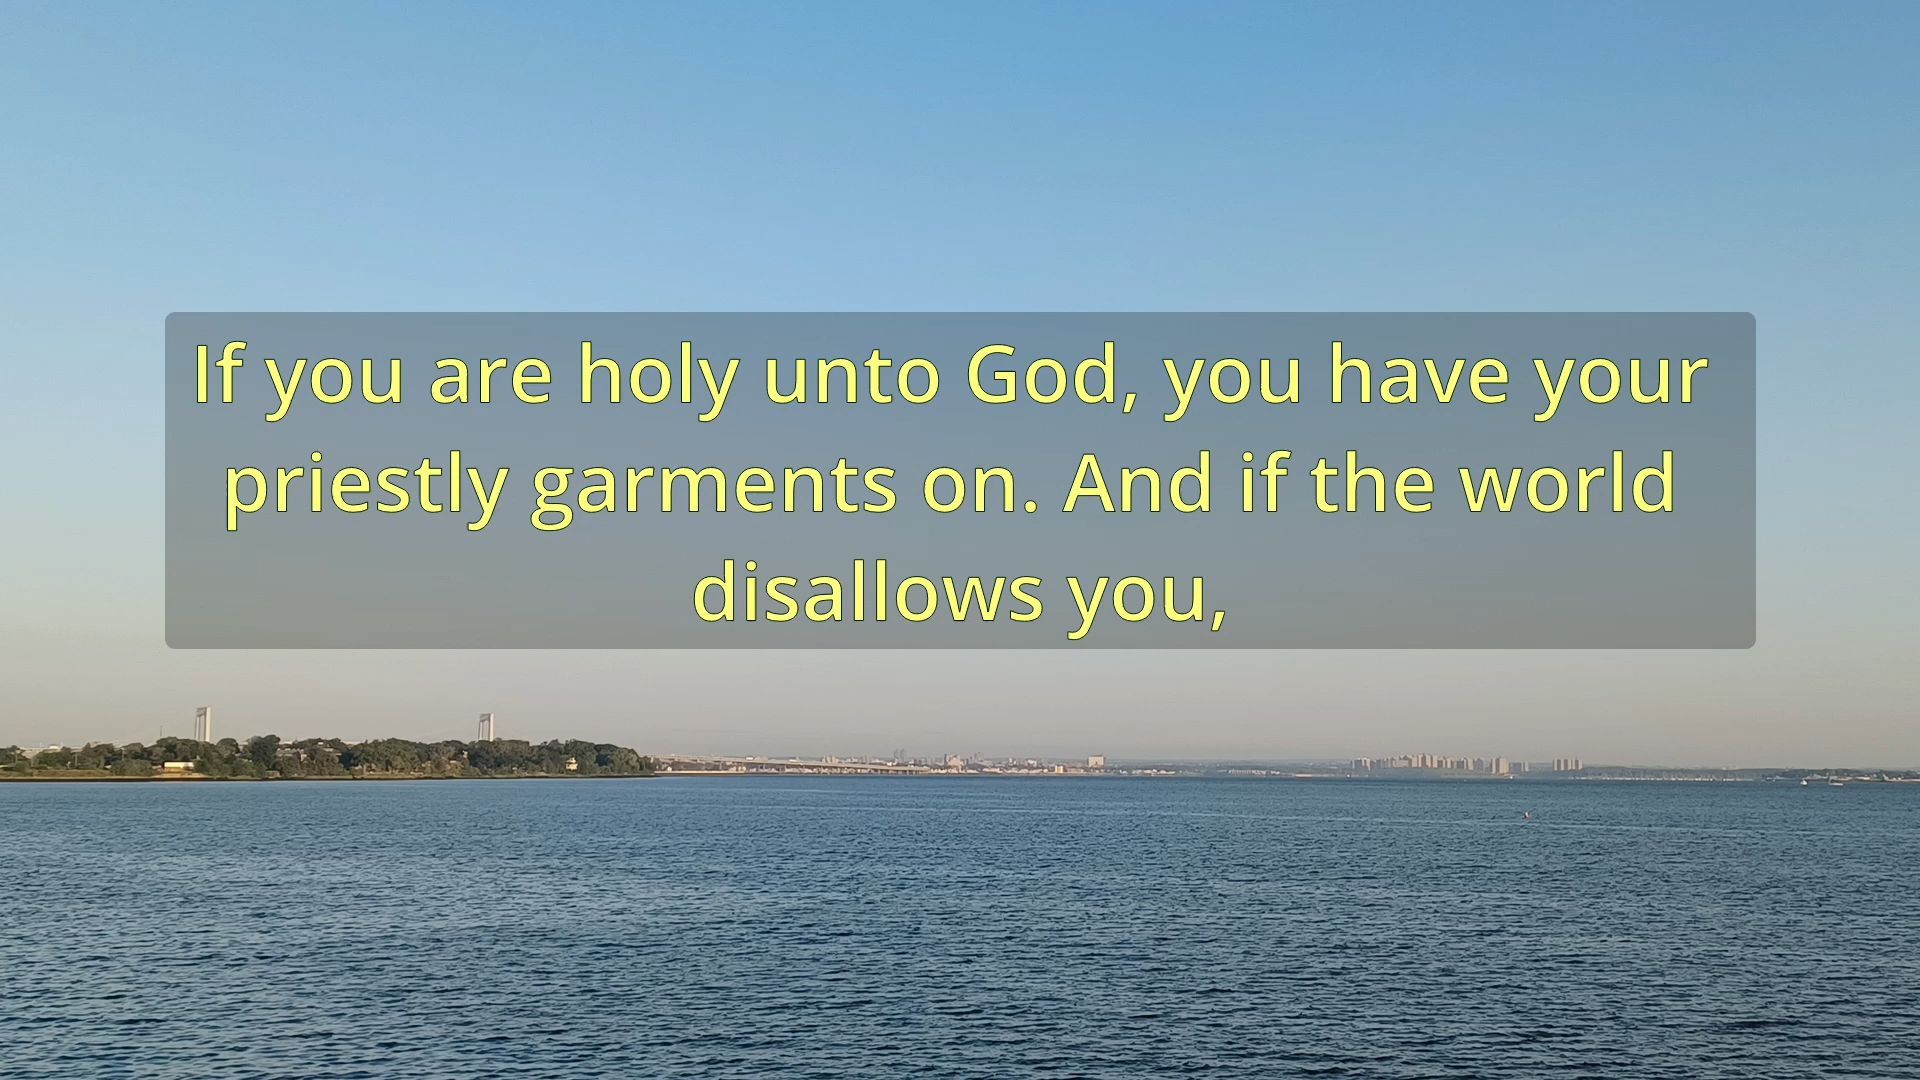 If you are holy unto God, you have your
priestly garments on. And if the world
disallows you,